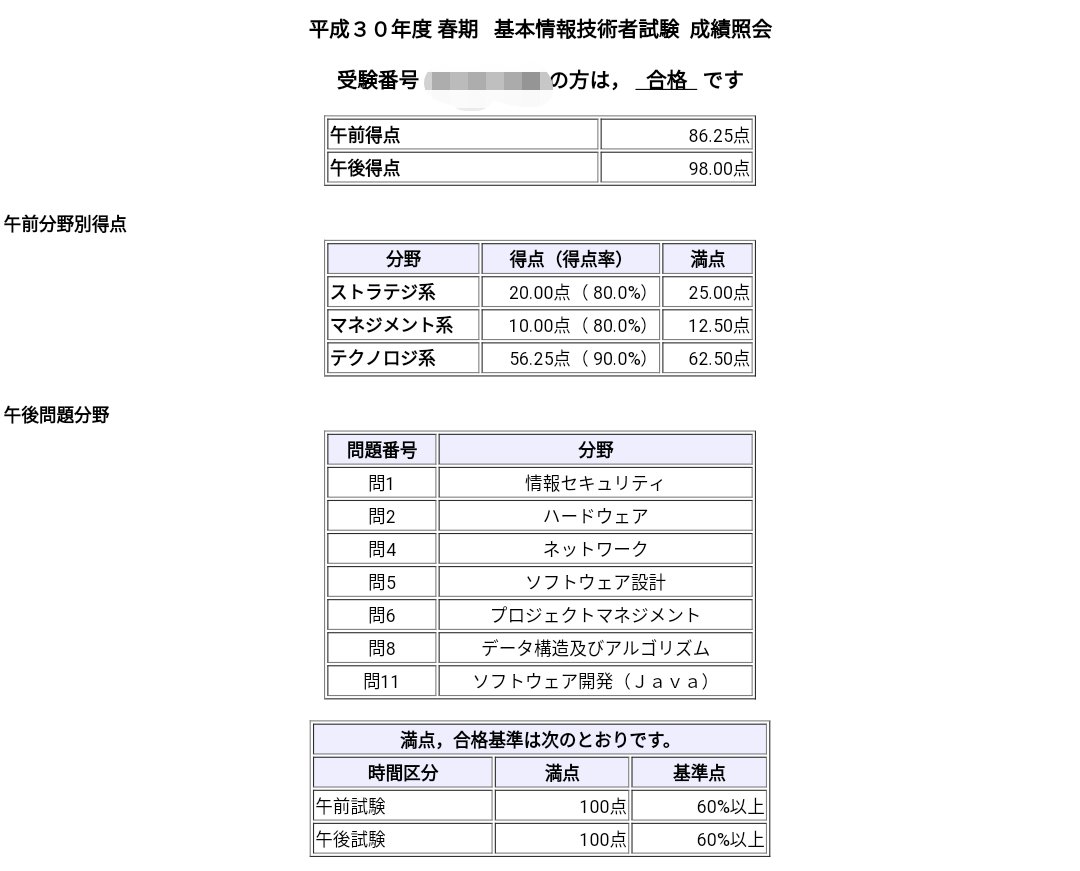 平成３０年度 春期 基本情報技術者試験 成績照会
受験番号 の方は， 合格 です
午前得点 86.25点
午後得点 98.00点
午前分野別得点
分野 得点（得点率） 満点
ストラテジ系 20.00点（ 80.0%） 25.00点
マネジメント系 10.00点（ 80.0%） 12.50点
テクノロジ系 56.25点（ 90.0%） 62.50点
午後問題分野
問題番号 分野
問1 情報セキュリティ
問2 ハードウェア
問4 ネットワーク
問5 ソフトウェア設計
問6 プロジェクトマネジメント
問8 データ構造及びアルゴリズム
問11 ソフトウェア開発（Ｊａｖａ）
満点，合格基準は次のとおりです。
時間区分 満点 基準点
午前試験 100点 60%以上
午後試験 100点 60%以上